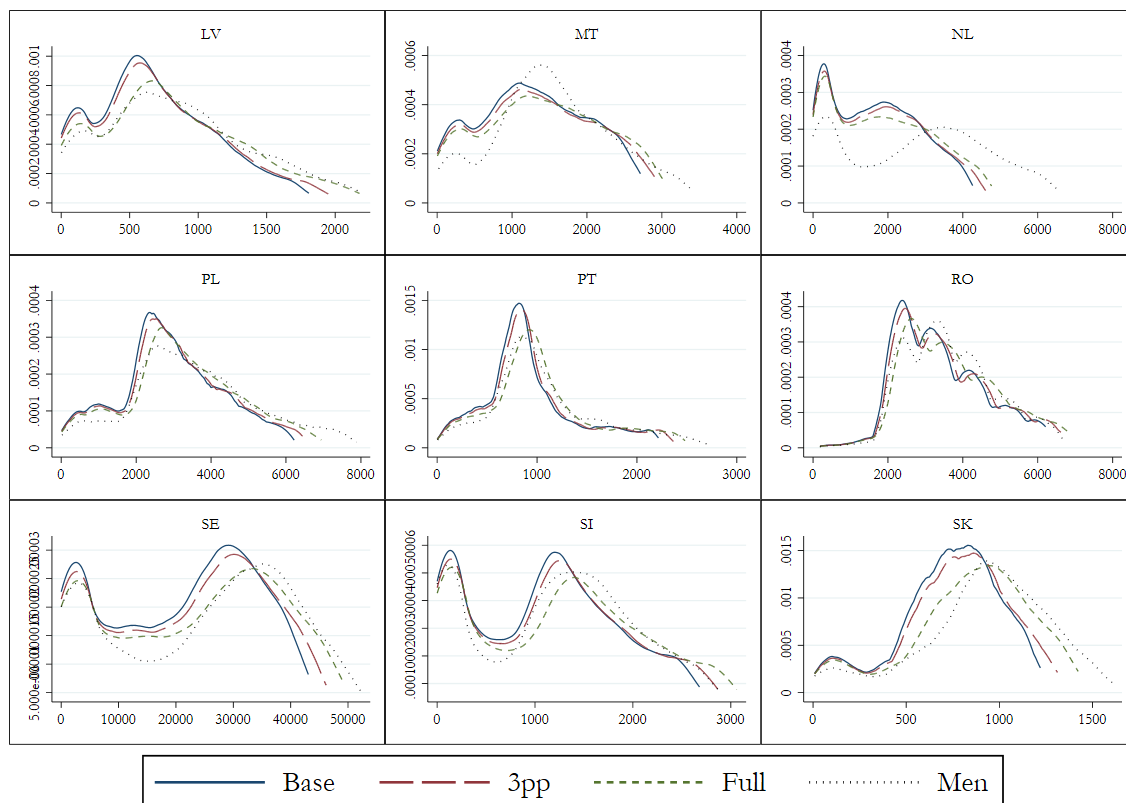 LV
MT
NL
0 .0002 .0004 .0006 .0008 .001
0 .0002 .0004 .0006
0 .0001 .0002 .0003 .0004
0 500 1000 1500 2000
0 1000 2000 3000 4000
0 2000 4000 6000 8000
PL
PT
RO
0 .0001 .0002 .0003 .0004
0 .0005 .001 .0015
0 .0001 .0002 .0003 .0004
0 2000 4000 6000 8000
0 1000 2000 3000
0 2000 4000 6000 8000
SE
SI
SK
0 .0005 .001 .0015
0 10000 20000 30000 40000 50000
0 1000 2000 3000
0 500 1000 1500
Base 3pp Full Men